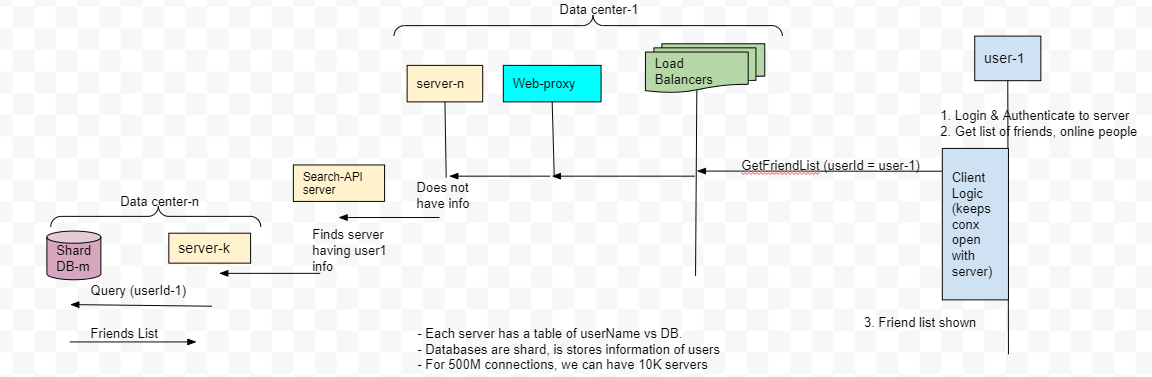 Data center-1
user-1
server-n
Web-proxy
Load
Balancers
1. Login & Authenticate to server
2. Get list of friends, online people
GetFriendList (userId = user-1)
Client
Logic
(keeps
conx
open
with
server)
Search-API
server
Does not
have info
Data center-n
Finds server
having user1
info
Shard
DB-m
server-k
Query (userId-1)
Friends List
3. Friend list shown
- Each server has a table of userName vs DB.
- Databases are shard, is stores information of users
- For 500M connections, we can have 10K servers